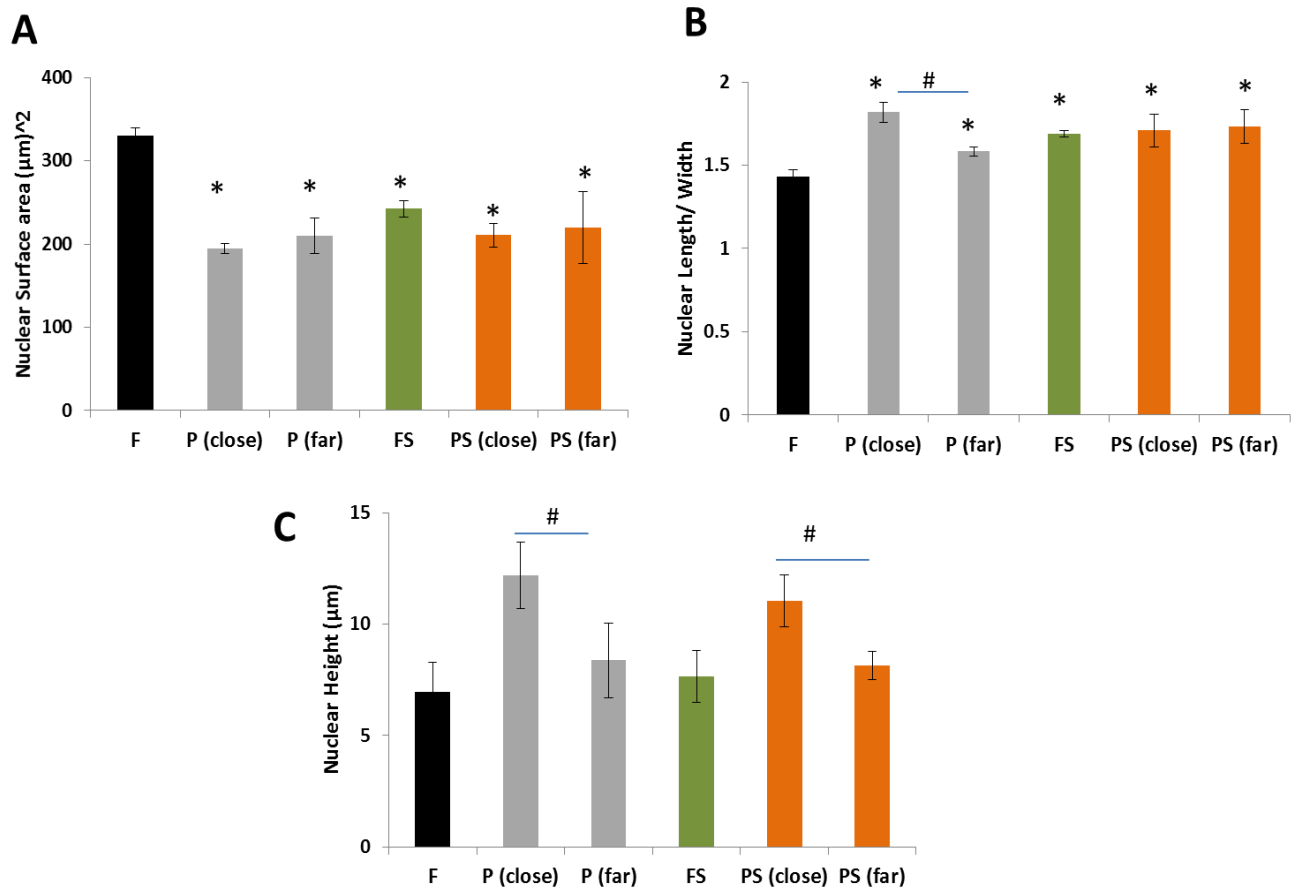 A
Nuclear Surface area (µm)^2
400
300
200
100
0
*
*
*
*
*
F
P (close)
P (far)
FS
PS (close)
PS (far)
B
Nuclear Length/ Width
2
1.5
1
0.5
0
*
#
*
*
*
*
F
P (close)
P (far)
FS
PS (close)
PS (far)
C
Nuclear Height (µm)
15
10
5
0
#
#
F
P (close)
P (far)
FS
PS (close)
PS (far)